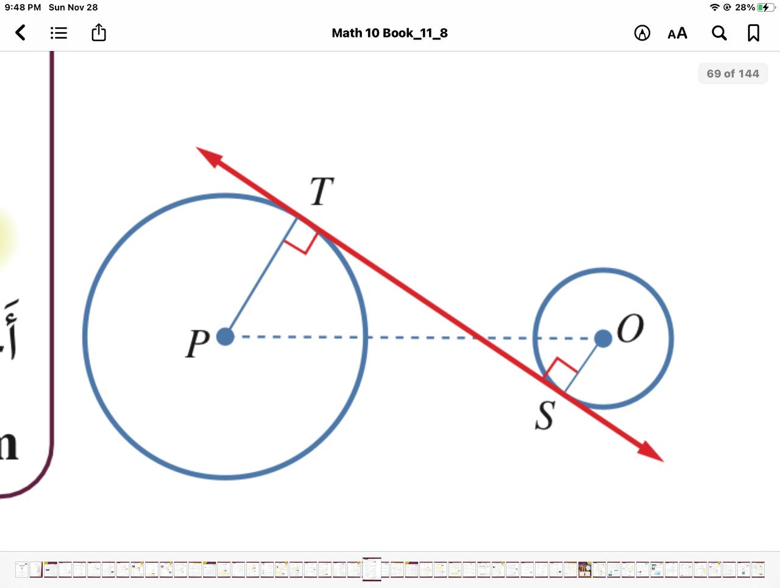 9:48 PM Sun Nov 28
28%
Math 10 Book_11_8
AA
69 of 144
T
P
O
S
أَ